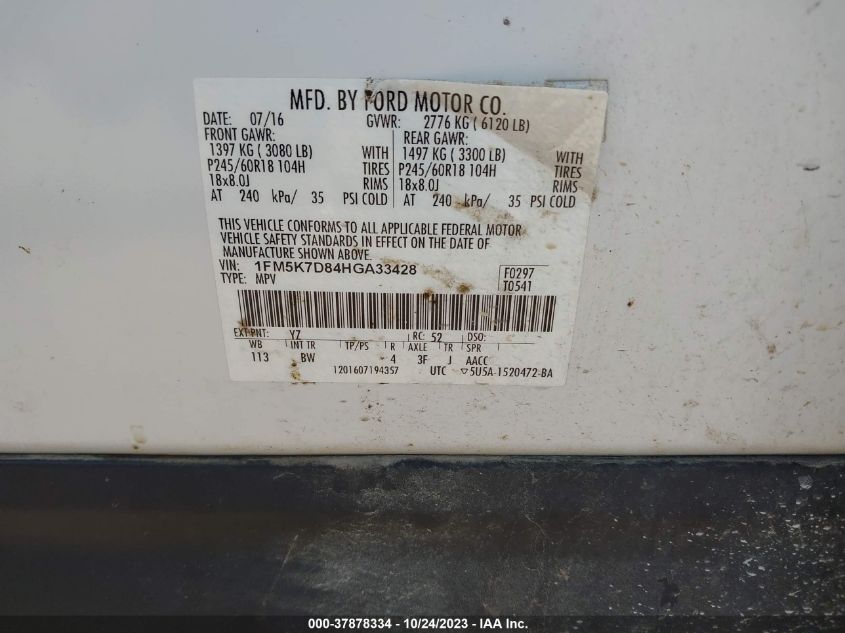 MFD. BY FORD MOTOR CO.
DATE: 07/16 GVWR: 2776 KG ( 6120 LB)
FRONT GAWR: REAR GAWR:
1397 KG ( 3080 LB) WITH 1497 KG ( 3300 LB) WITH
P245/60R18 104H TIRES P245/60R18 104H TIRES
18x8.0J RIMS 18x8.0J RIMS
AT 240 kPa/ 35 PSI COLD AT 240 kPa/ 35 PSI COLD
THIS VEHICLE CONFORMS TO ALL APPLICABLE FEDERAL MOTOR
VEHICLE SAFETY STANDARDS IN EFFECT ON THE DATE OF
MANUFACTURE SHOWN ABOVE.
VIN: 1FM5K7D84HGA33428 F0297
TYPE: MPV T0541
EXT PNT: YZ RC: 52 DSO:
WB INT TR TP/PS R AXLE TR SPR
113 BW 4 3F J AACC
1201607194357 UTC ▽5U5A-1520472-BA
000-37878334 - 10/24/2023 - IAA Inc.